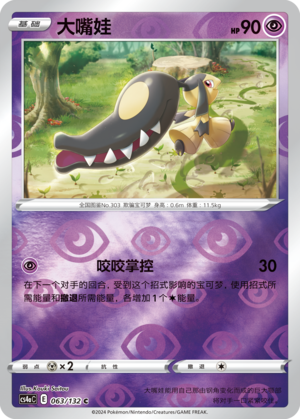 基础 大嘴娃 HP90
全国图鉴No.303 欺骗宝可梦 身高：0.6m 体重：11.5kg
咬咬掌控 30
在下一个对手的回合，受到这个招式影响的宝可梦，使用招式所
需能量和撤退所需能量，各增加1个
弱点 ×2 抵抗力 撤退
Illus. Kouki Saitou
cs4aC E 063/132 C
©2024 Pokémon/Nintendo/Creatures/GAME FREAK.